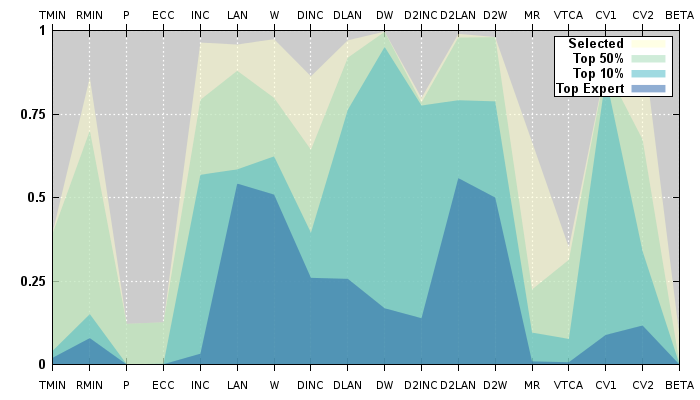 TMIN RMIN P ECC INC LAN W DINC DLAN DW D2INC D2LAN D2W MR VTCA CV1 CV2 BETA
1
Selected
Top 50%
Top 10%
Top Expert
0.75
0.5
0.25
0
TMIN RMIN P ECC INC LAN W DINC DLAN DW D2INC D2LAN D2W MR VTCA CV1 CV2 BETA